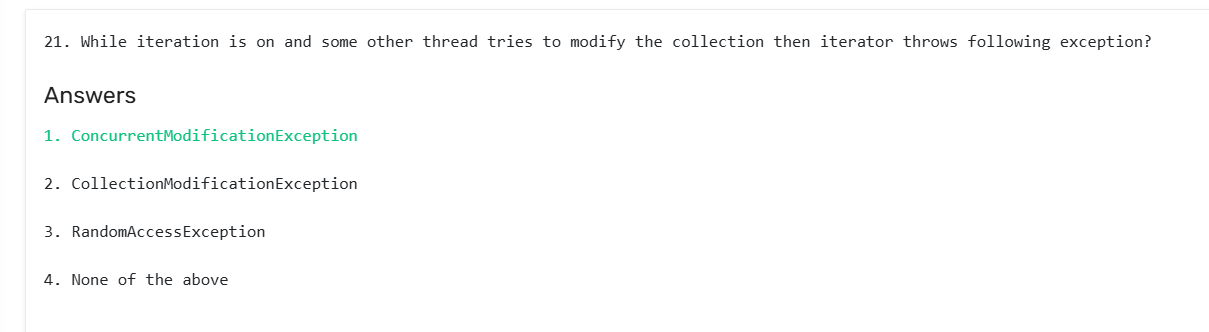 21. While iteration is on and some other thread tries to modify the collection then iterator throws following exception?
Answers
1. ConcurrentModificationException
2. CollectionModificationException
3. RandomAccessException
4. None of the above